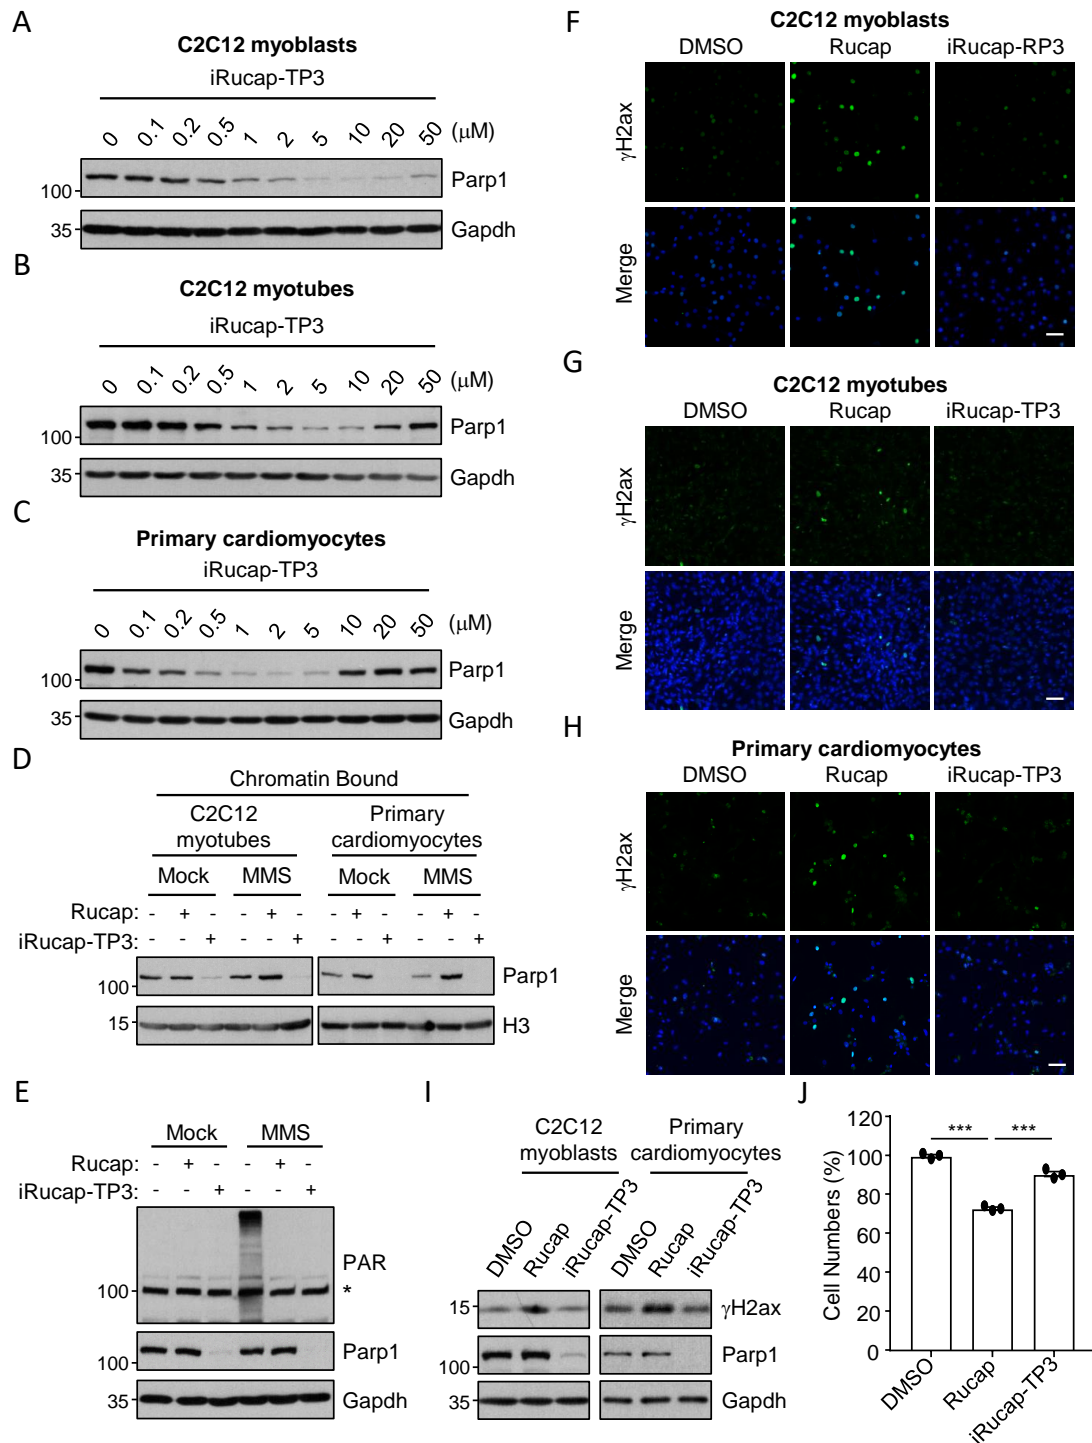 A
C2C12 myoblasts
iRucap-TP3
0 0.1 0.2 0.5 1 2 5 10 20 50 (μM)
100 Parp1
35 Gapdh
B
C2C12 myotubes
iRucap-TP3
0 0.1 0.2 0.5 1 2 5 10 20 50 (μM)
100 Parp1
35 Gapdh
C
Primary cardiomyocytes
iRucap-TP3
0 0.1 0.2 0.5 1 2 5 10 20 50 (μM)
100 Parp1
35 Gapdh
D
Chromatin Bound
C2C12 Primary
myotubes cardiomyocytes
Mock MMS Mock MMS
Rucap: - + - - + - - + - - + -
iRucap-TP3: - - + - - + - - + - - +
100 Parp1
15 H3
E
Mock MMS
Rucap: - + - - + -
iRucap-TP3: - - + - - +
PAR
100 *
100 Parp1
35 Gapdh
F
C2C12 myoblasts
DMSO Rucap iRucap-RP3
γH2ax
Merge
G
C2C12 myotubes
DMSO Rucap iRucap-TP3
γH2ax
Merge
H
Primary cardiomyocytes
DMSO Rucap iRucap-TP3
γH2ax
Merge
I
C2C12 Primary
myoblasts cardiomyocytes
DMSO Rucap iRucap-TP3 DMSO Rucap iRucap-TP3
15 γH2ax
100 Parp1
35 Gapdh
J
Cell Numbers (%)
120
100
80
60
40
20
0
*** ***
DMSO Rucap iRucap-TP3